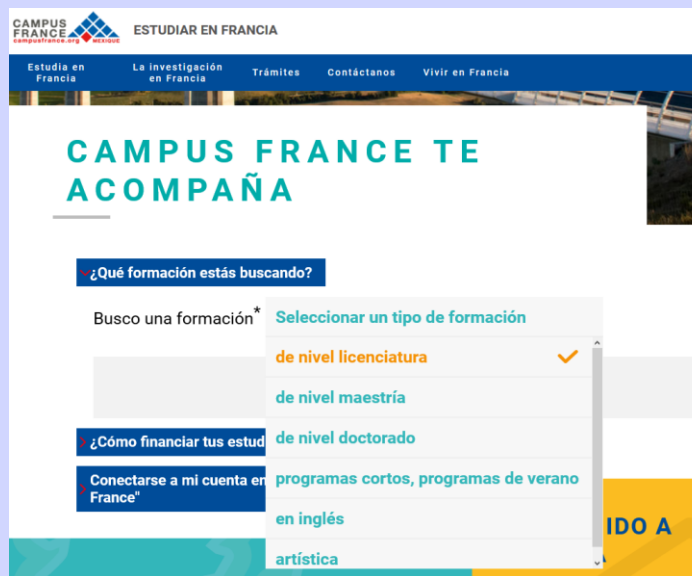 CAMPUS
FRANCE
campusfrance.org MEXIQUE
ESTUDIAR EN FRANCIA
Estudia en
Francia
La investigación
en Francia
Trámites
Contáctanos
Vivir en Francia
CAMPUS FRANCE TE
ACOMPAÑA
¿Qué formación estás buscando?
Busco una formación*
Seleccionar un tipo de formación
de nivel licenciatura
de nivel maestría
de nivel doctorado
programas cortos, programas de verano
en inglés
artística
¿Cómo financiar tus estud
Conectarse a mi cuenta en
France"
IDO A